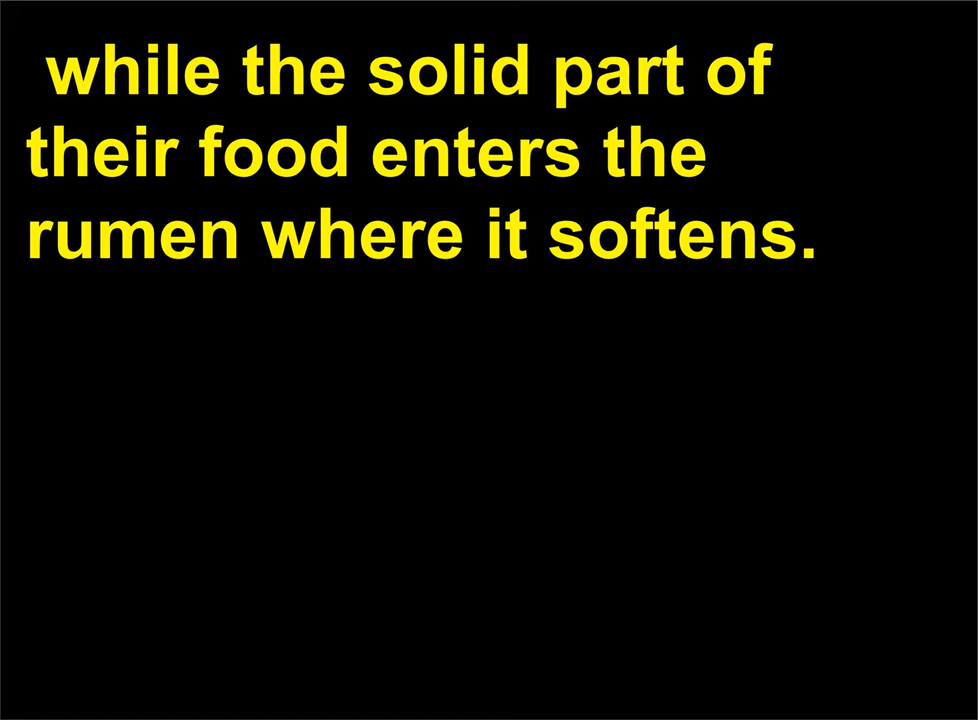 while the solid part of
their food enters the
rumen where it softens.